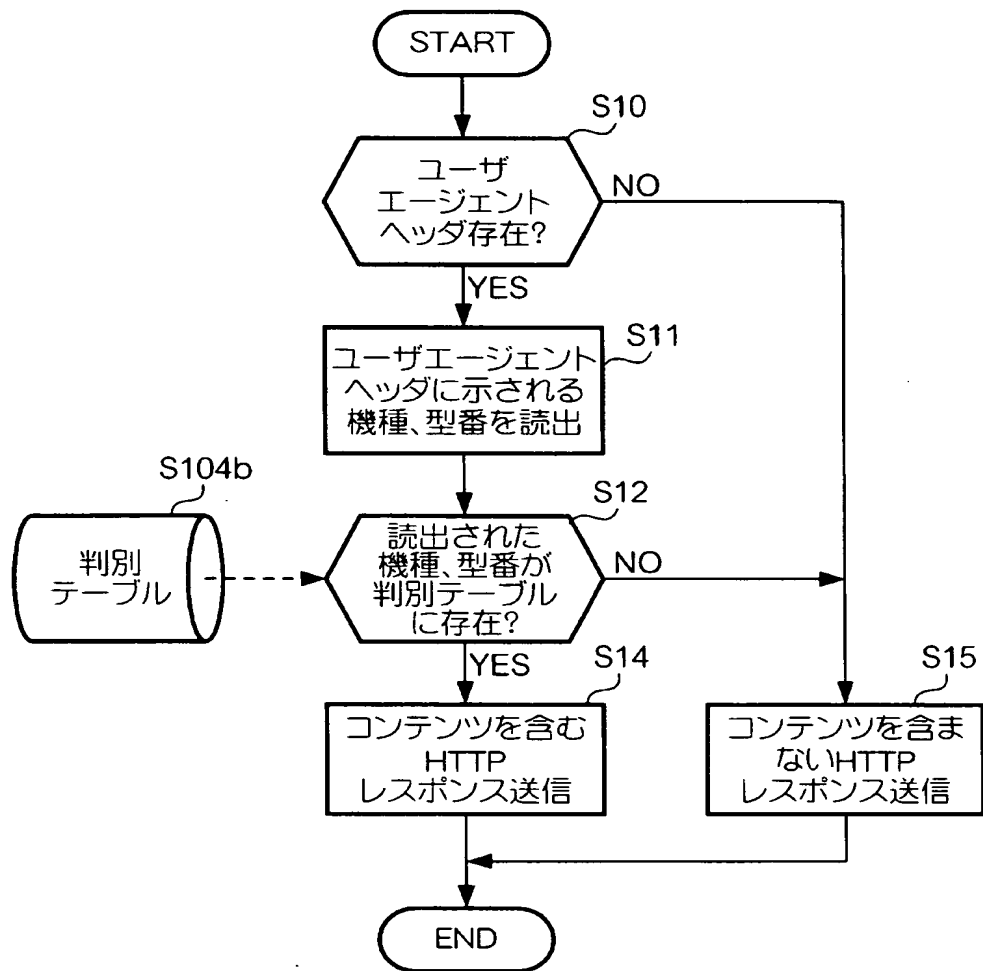 START
S10
ユーザ
エージェント
ヘッダ存在?
NO
YES
S11
ユーザエージェント
ヘッダに示される
機種、型番を読出
S104b
判別
テーブル
S12
読出された
機種、型番が
判別テーブル
に存在?
NO
YES
S14
コンテンツを含む
HTTP
レスポンス送信
S15
コンテンツを含ま
ないHTTP
レスポンス送信
END